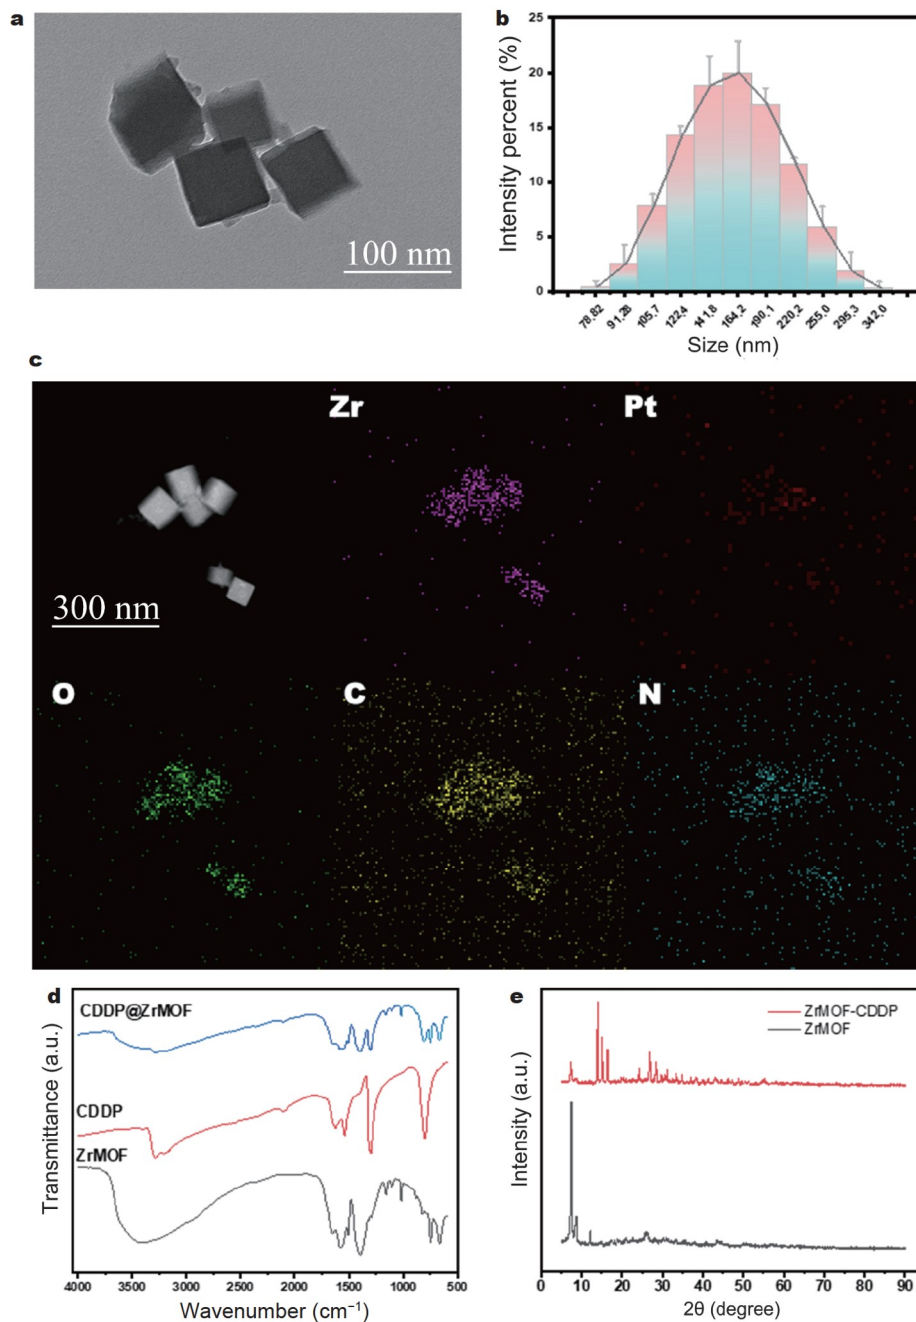 a
100 nm
b
Intensity percent (%)
25
20
15
10
5
0
78.82
91.28
105.7
122.4
141.8
164.2
190.1
220.2
255.0
295.3
342.0
Size (nm)
c
Zr
Pt
300 nm
O
C
N
d
CDDP@ZrMOF
CDDP
ZrMOF
Transmittance (a.u.)
4000
3500
3000
2500
2000
1500
1000
500
Wavenumber (cm⁻¹)
e
ZrMOF-CDDP
ZrMOF
Intensity (a.u.)
0
10
20
30
40
50
60
70
80
90
2θ (degree)